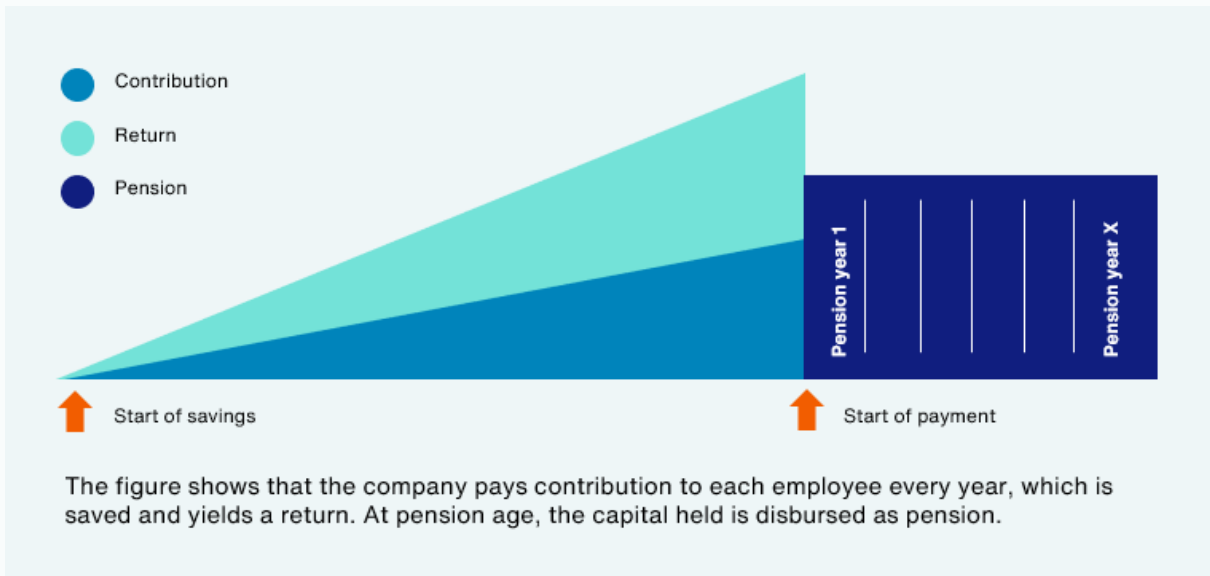 Contribution
Return
Pension
Pension year 1
Pension year X
Start of savings
Start of payment
The figure shows that the company pays contribution to each employee every year, which is
saved and yields a return. At pension age, the capital held is disbursed as pension.